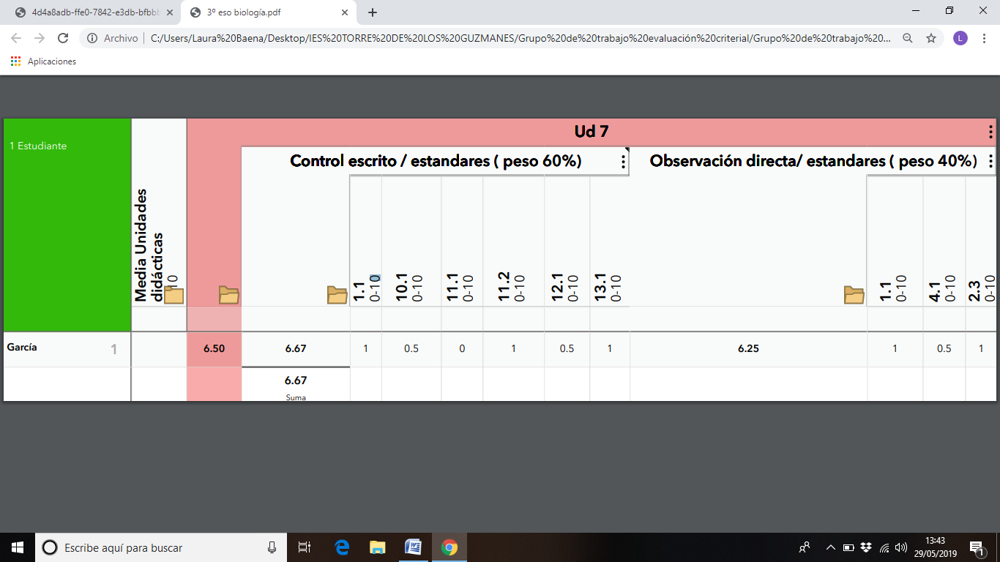 4d4a8adb-ffe0-7842-e3db-bfbbb
3º eso biología.pdf
Archivo
C:/Users/Laura%20Baena/Desktop/IES%20TORRE%20DE%20LOS%20GUZMANES/Grupo%20de%20trabajo%20evaluación%20criterial/Grupo%20de%20trabajo%20...
L
Aplicaciones
1 Estudiante
Media Unidades
didácticas
Ud 7
Control escrito / estandares ( peso 60%)
Observación directa/ estandares ( peso 40%)
1.1
0-10
10.1
0-10
11.1
0-10
11.2
0-10
12.1
0-10
13.1
0-10
1.1
0-10
4.1
0-10
2.3
0-10
García 1 6.50 6.67 1 0.5 0 1 0.5 1 6.25 1 0.5 1
6.67
Suma
Escribe aquí para buscar
13:43
29/05/2019
1